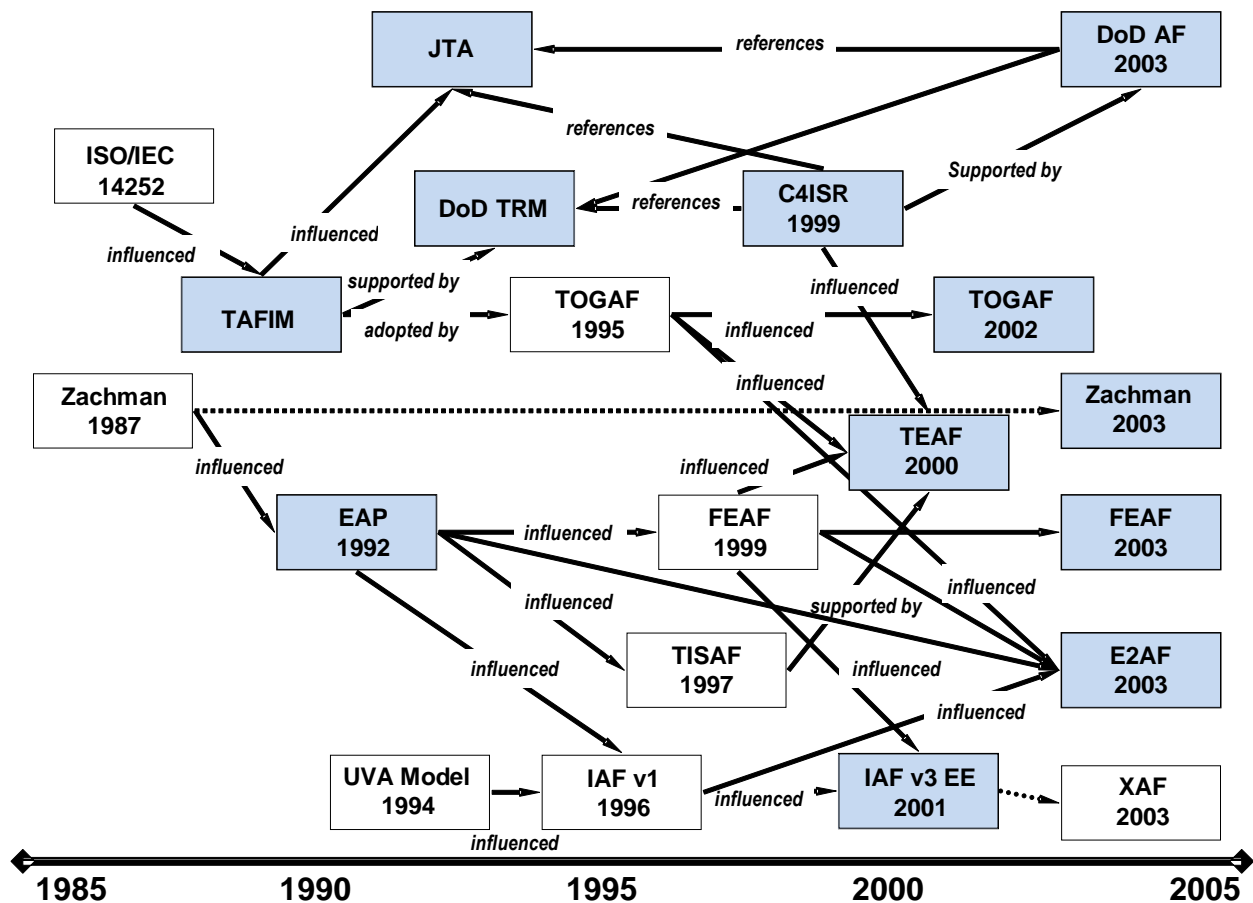 JTA
references
DoD AF
2003
references
ISO/IEC
14252
Supported by
C4ISR
1999
DoD TRM
references
influenced
influenced
supported by
influenced
TAFIM
adopted by
TOGAF
1995
influenced
TOGAF
2002
influenced
Zachman
1987
Zachman
2003
TEAF
2000
influenced
influenced
EAP
1992
influenced
FEAF
1999
FEAF
2003
influenced
influenced
supported by
TISAF
1997
influenced
influenced
E2AF
2003
influenced
UVA Model
1994
IAF v1
1996
influenced
IAF v3 EE
2001
XAF
2003
influenced
1985
1990
1995
2000
2005